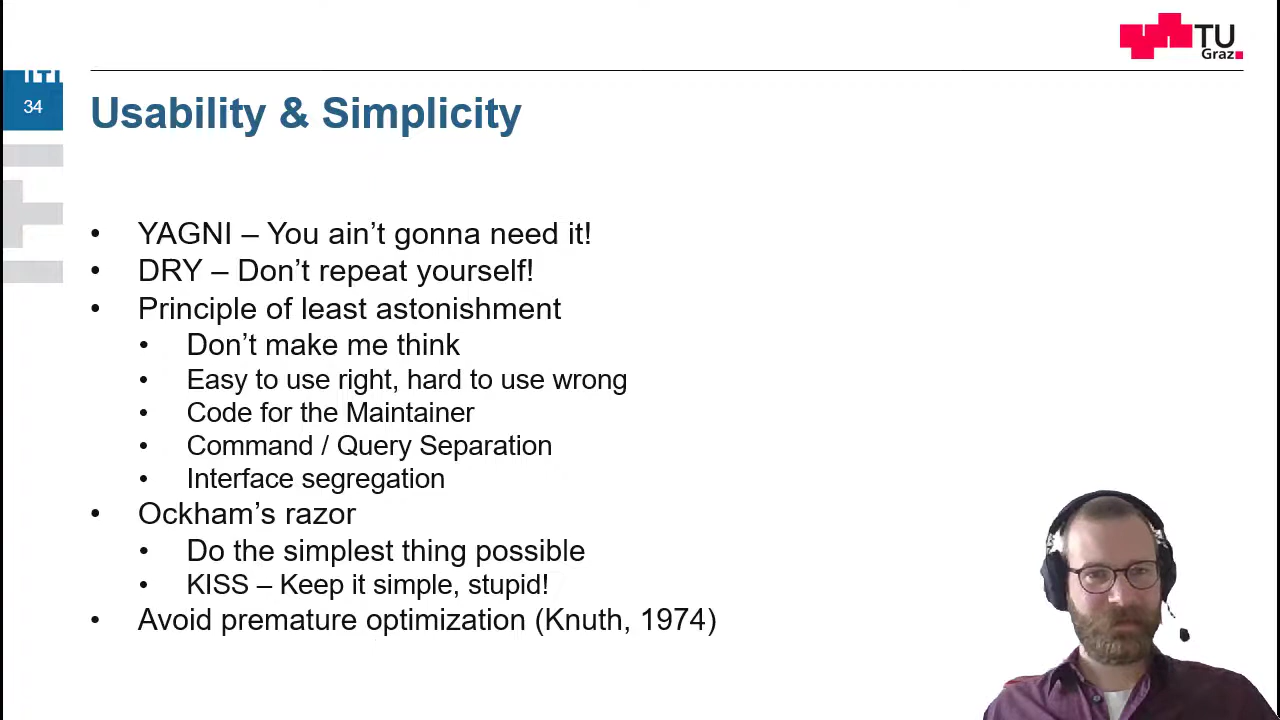 TU
Graz
34
Usability & Simplicity
• YAGNI – You ain’t gonna need it!
• DRY – Don’t repeat yourself!
• Principle of least astonishment
• Don’t make me think
• Easy to use right, hard to use wrong
• Code for the Maintainer
• Command / Query Separation
• Interface segregation
• Ockham’s razor
• Do the simplest thing possible
• KISS – Keep it simple, stupid!
• Avoid premature optimization (Knuth, 1974)